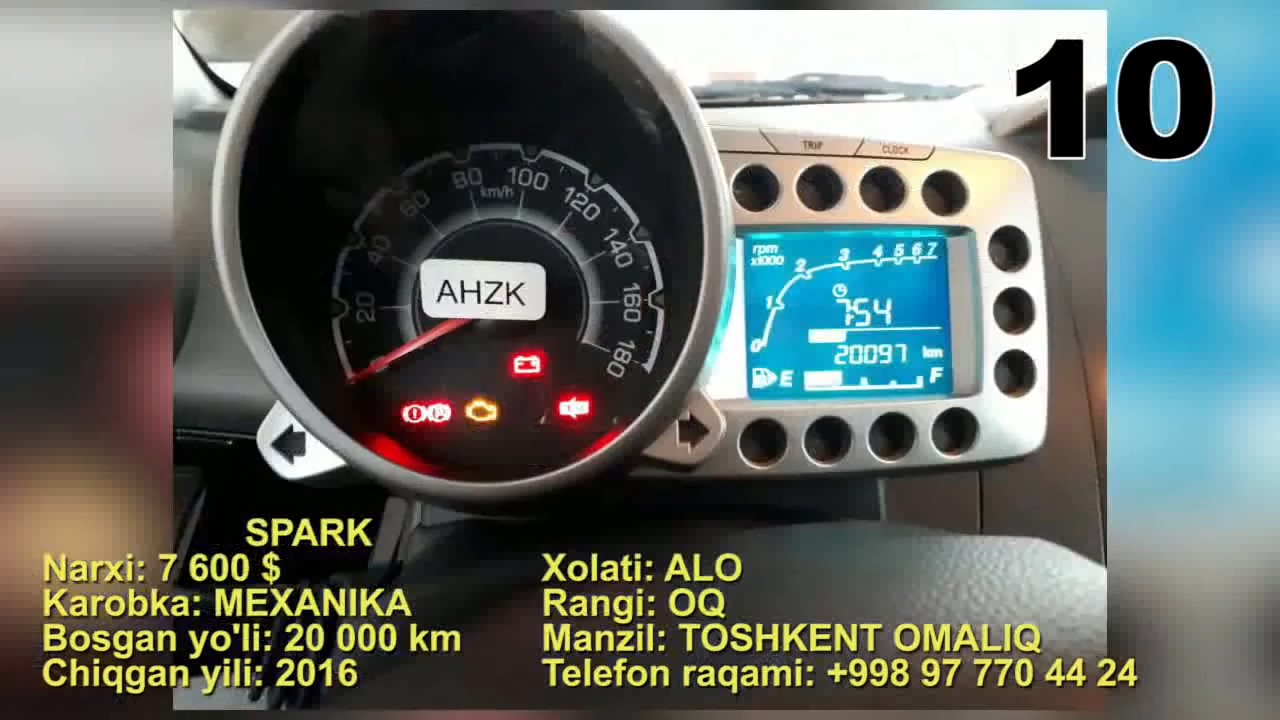 10
TRIP CLOCK
80 100
km/h
60 120
40 140
20 160
0 180
AHZK
rpm
x1000
0 1 2 3 4 5 6 7
7:54
20097 km
E F
SPARK
Narxi: 7 600 $
Karobka: MEXANIKA
Bosgan yo'li: 20 000 km
Chiqgan yili: 2016
Xolati: ALO
Rangi: OQ
Manzil: TOSHKENT OMALIQ
Telefon raqami: +998 97 770 44 24